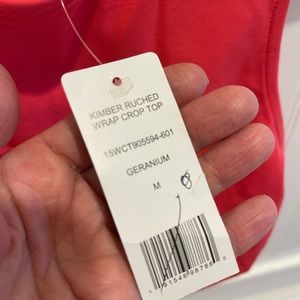 KIMBER RUCHED
WRAP CROP TOP
15WCT905594-601
GERANIUM
M